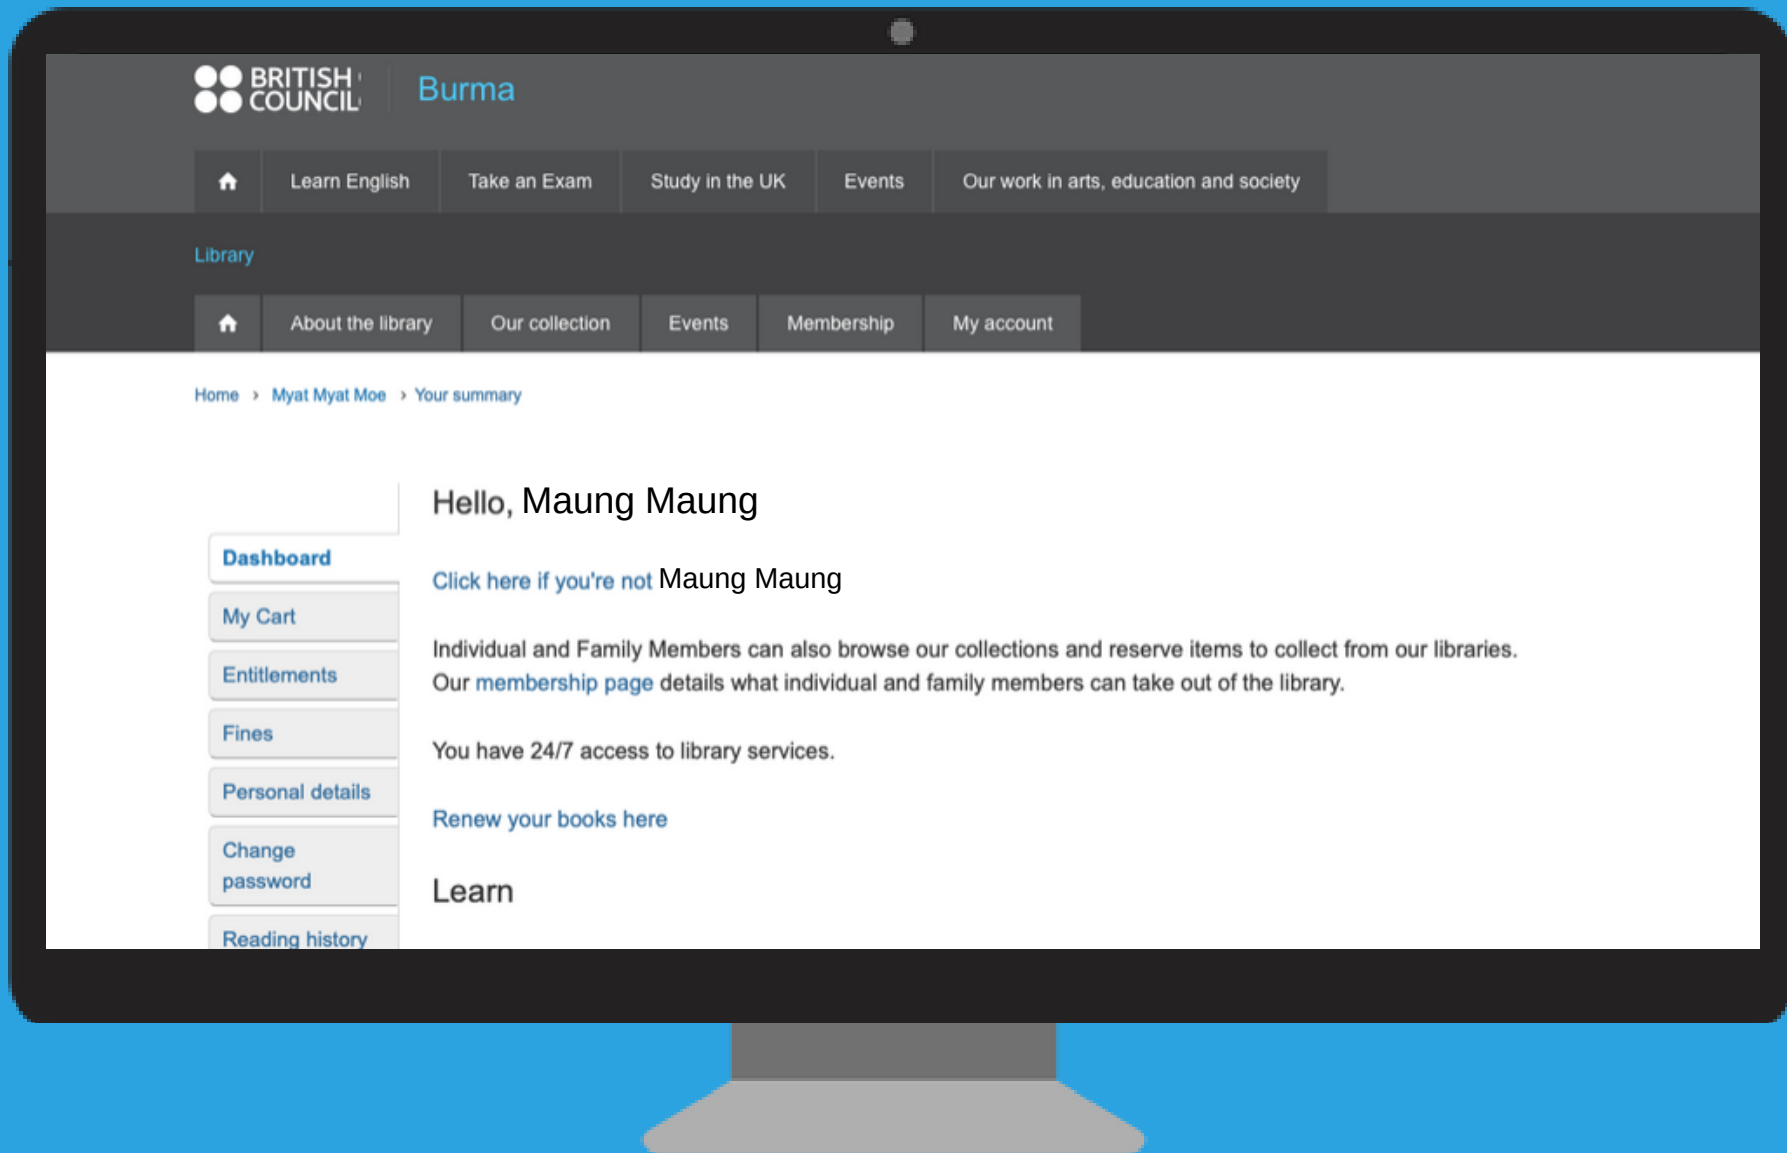 BRITISH
COUNCIL
Burma
Learn English
Take an Exam
Study in the UK
Events
Our work in arts, education and society
Library
About the library
Our collection
Events
Membership
My account
Home › Myat Myat Moe › Your summary
Hello, Maung Maung
Dashboard
Click here if you're not Maung Maung
My Cart
Individual and Family Members can also browse our collections and reserve items to collect from our libraries.
Our membership page details what individual and family members can take out of the library.
Entitlements
Fines
You have 24/7 access to library services.
Personal details
Renew your books here
Change
password
Learn
Reading history